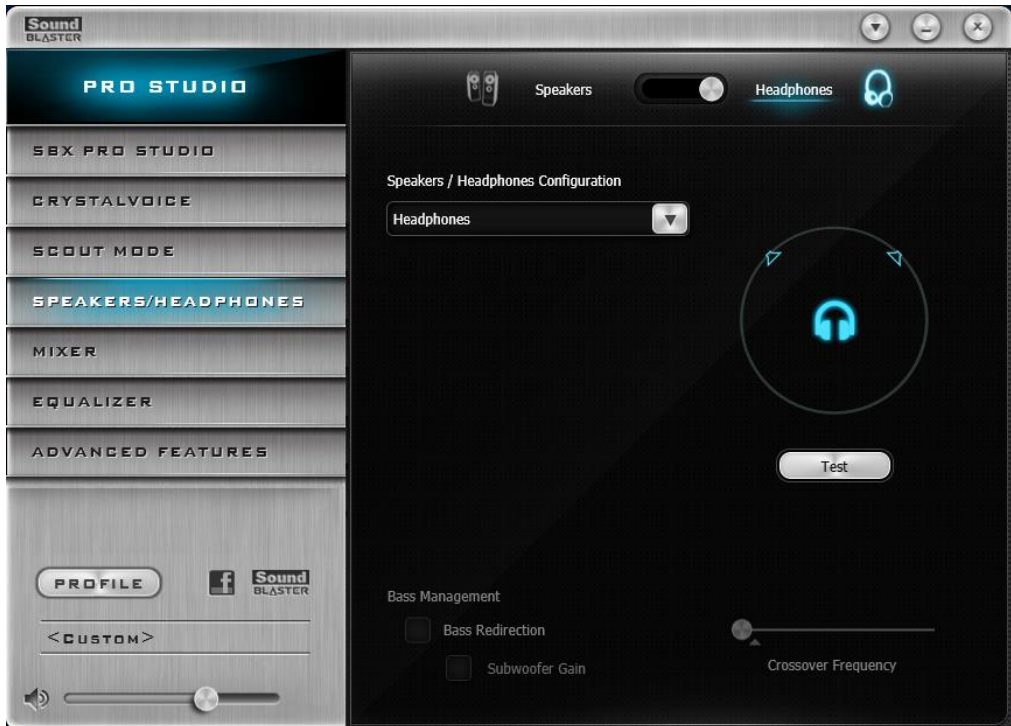 Sound
BLASTER
PRO STUDIO
Speakers
Headphones
SBX PRO STUDIO
CRYSTALVOICE
SCOUT MODE
SPEAKERS/HEADPHONES
MIXER
EQUALIZER
ADVANCED FEATURES
Speakers / Headphones Configuration
Headphones
Test
PROFILE
f
Sound
BLASTER
<CUSTOM>
Bass Management
Bass Redirection
Subwoofer Gain
Crossover Frequency